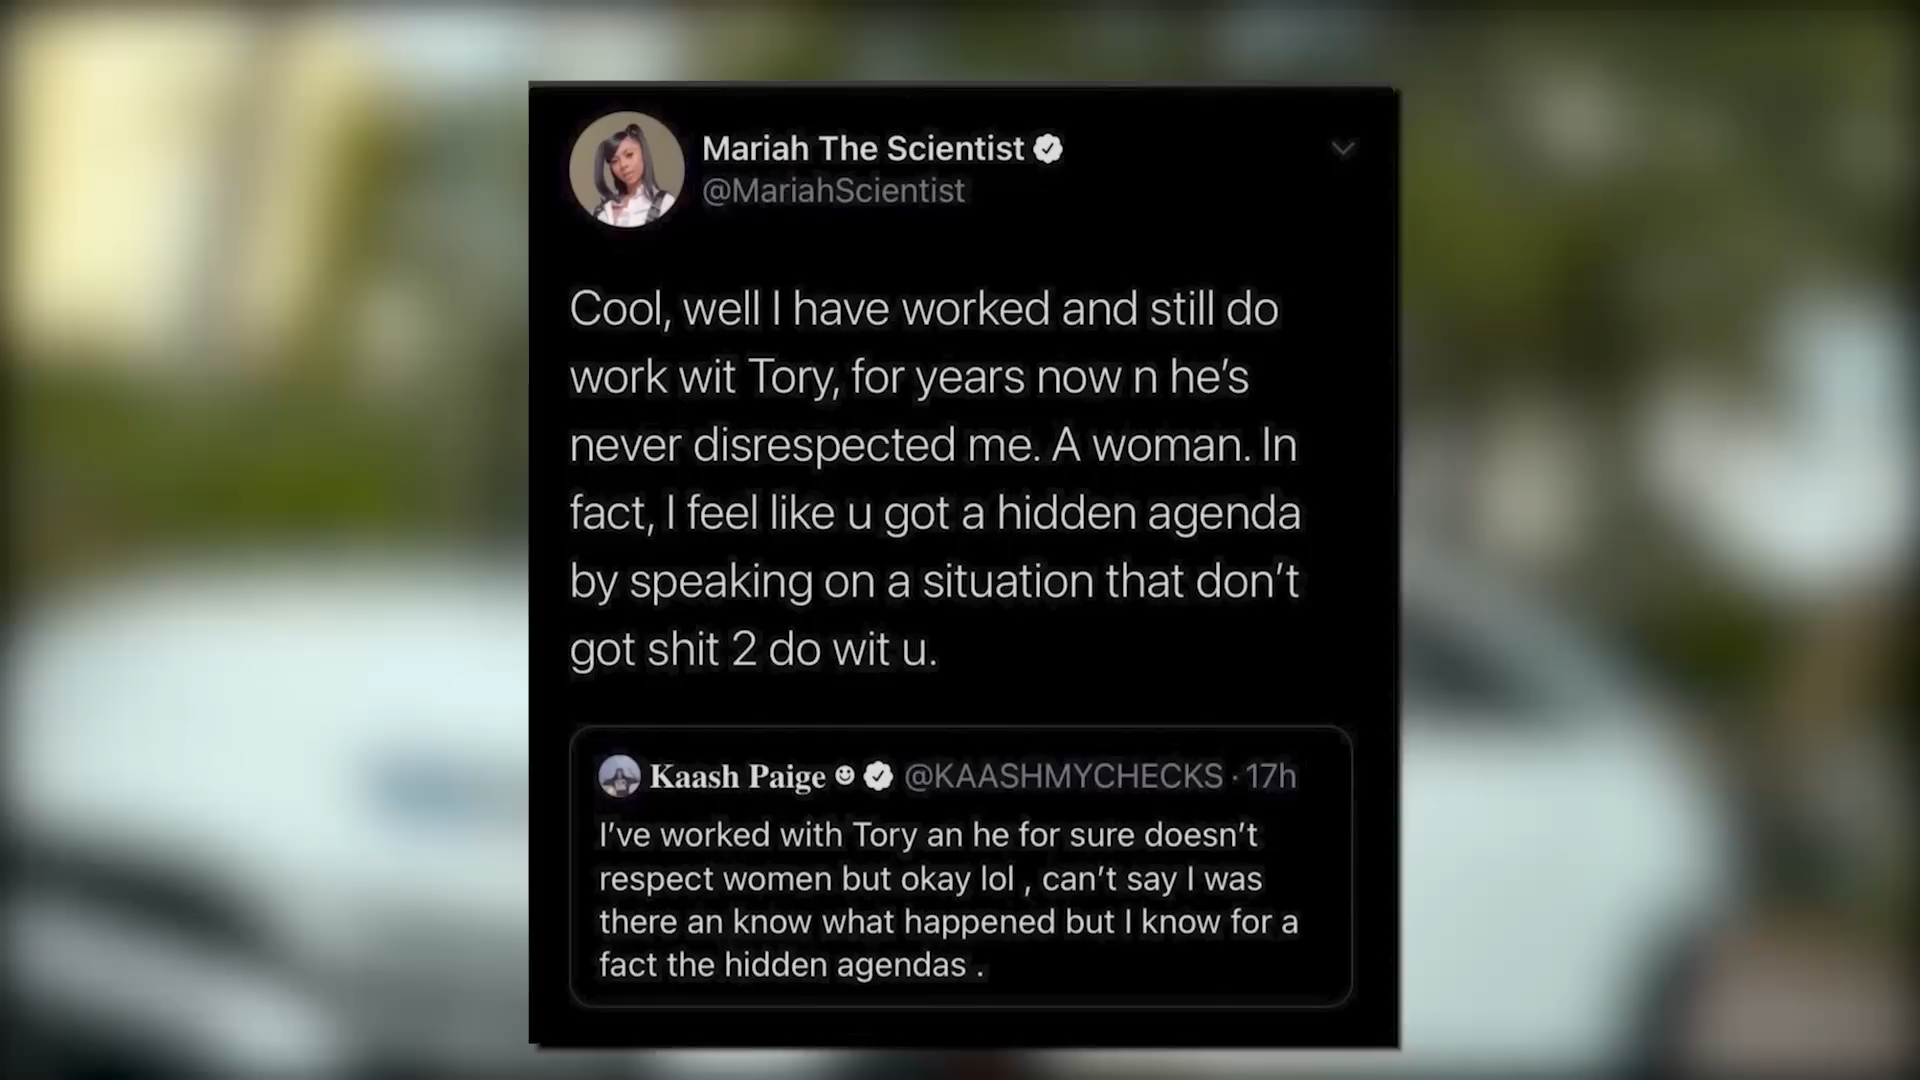 Mariah The Scientist
@MariahScientist
Cool, well I have worked and still do
work wit Tory, for years now n he's
never disrespected me. A woman. In
fact, I feel like u got a hidden agenda
by speaking on a situation that don't
got shit 2 do wit u.
Kaash Paige ☻ @KAASHMYCHECKS · 17h
I've worked with Tory an he for sure doesn't
respect women but okay lol , can't say I was
there an know what happened but I know for a
fact the hidden agendas .